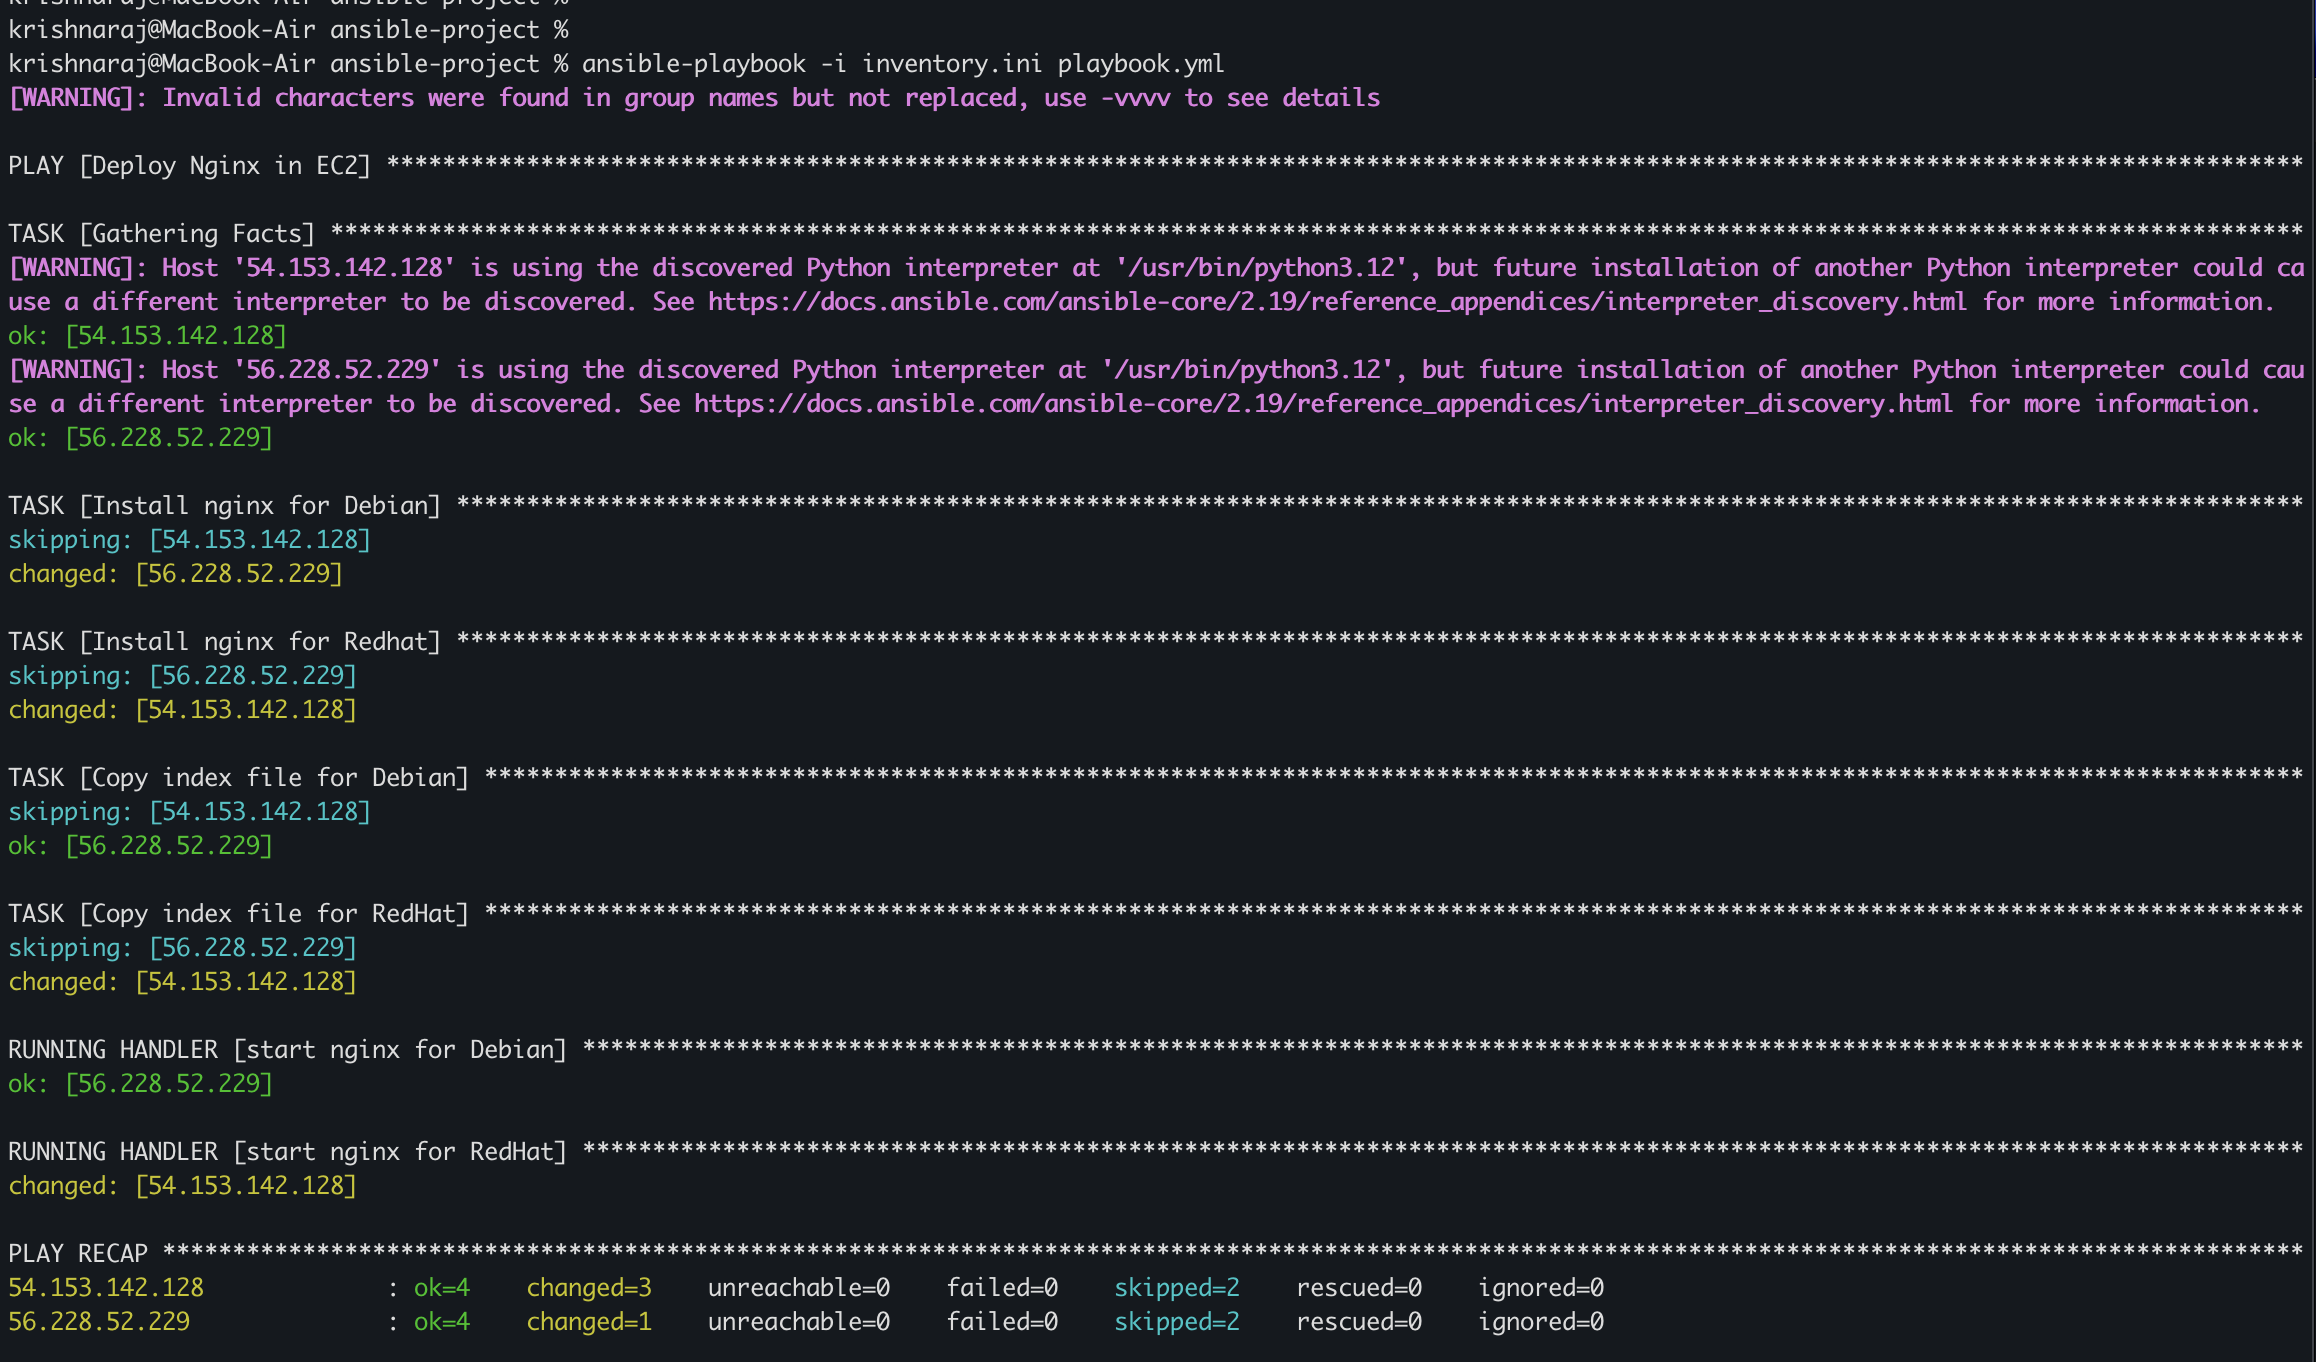 krishnaraj@MacBook-Air ansible-project %
krishnaraj@MacBook-Air ansible-project %
krishnaraj@MacBook-Air ansible-project % ansible-playbook -i inventory.ini playbook.yml
[WARNING]: Invalid characters were found in group names but not replaced, use -vvvv to see details
PLAY [Deploy Nginx in EC2] *****************************************************************************************************************************************
TASK [Gathering Facts] *********************************************************************************************************************************************
[WARNING]: Host '54.153.142.128' is using the discovered Python interpreter at '/usr/bin/python3.12', but future installation of another Python interpreter could ca
use a different interpreter to be discovered. See https://docs.ansible.com/ansible-core/2.19/reference_appendices/interpreter_discovery.html for more information.
ok: [54.153.142.128]
[WARNING]: Host '56.228.52.229' is using the discovered Python interpreter at '/usr/bin/python3.12', but future installation of another Python interpreter could cau
se a different interpreter to be discovered. See https://docs.ansible.com/ansible-core/2.19/reference_appendices/interpreter_discovery.html for more information.
ok: [56.228.52.229]
TASK [Install nginx for Debian] ************************************************************************************************************************************
skipping: [54.153.142.128]
changed: [56.228.52.229]
TASK [Install nginx for Redhat] ************************************************************************************************************************************
skipping: [56.228.52.229]
changed: [54.153.142.128]
TASK [Copy index file for Debian] **********************************************************************************************************************************
skipping: [54.153.142.128]
ok: [56.228.52.229]
TASK [Copy index file for RedHat] **********************************************************************************************************************************
skipping: [56.228.52.229]
changed: [54.153.142.128]
RUNNING HANDLER [start nginx for Debian] ***************************************************************************************************************************
ok: [56.228.52.229]
RUNNING HANDLER [start nginx for RedHat] ***************************************************************************************************************************
changed: [54.153.142.128]
PLAY RECAP *********************************************************************************************************************************************************
54.153.142.128             : ok=4    changed=3    unreachable=0    failed=0    skipped=2    rescued=0    ignored=0
56.228.52.229              : ok=4    changed=1    unreachable=0    failed=0    skipped=2    rescued=0    ignored=0